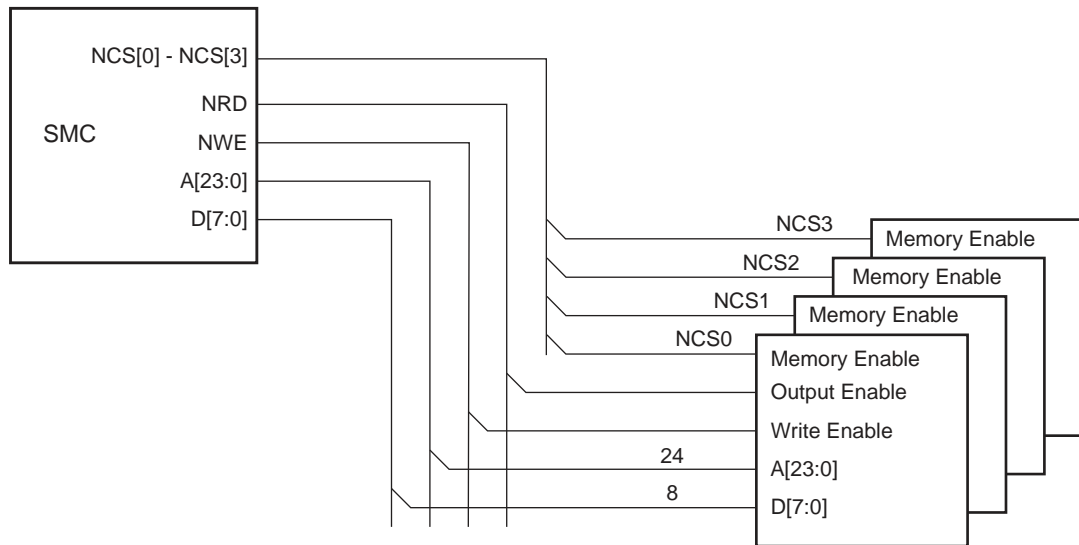 NCS[0] - NCS[3]
NRD
SMC
NWE
A[23:0]
D[7:0]
NCS3
Memory Enable
NCS2
Memory Enable
NCS1
Memory Enable
NCS0
Memory Enable
Output Enable
Write Enable
24
A[23:0]
8
D[7:0]